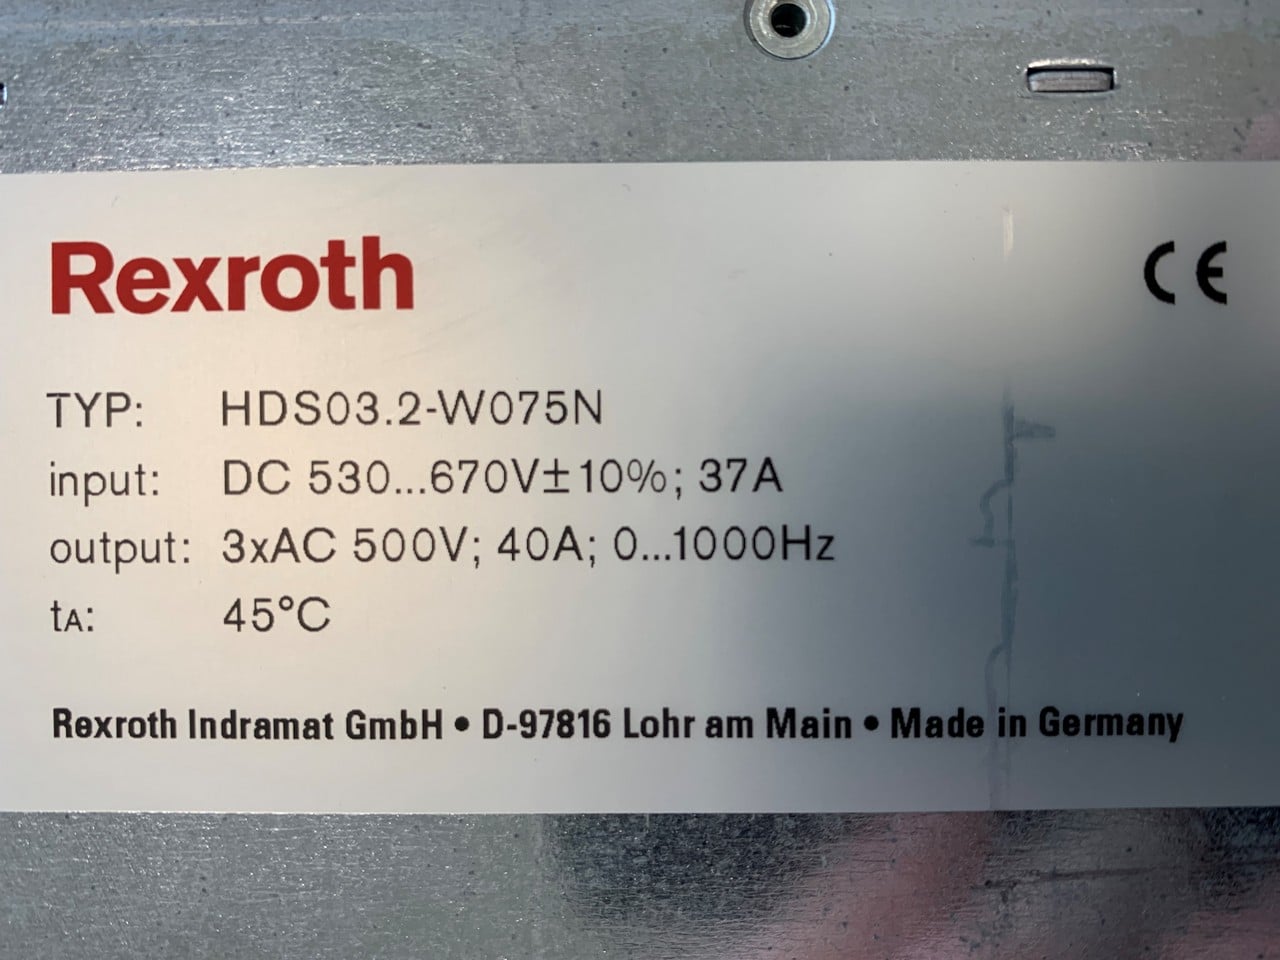 Rexroth
CE
TYP: HDS03.2-W075N
input: DC 530...670V±10%; 37A
output: 3xAC 500V; 40A; 0...1000Hz
tA: 45°C
Rexroth Indramat GmbH • D-97816 Lohr am Main • Made in Germany